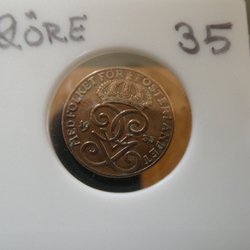 2 ÖRE 35
MED FOLKET FÖR FOSTERLANDET